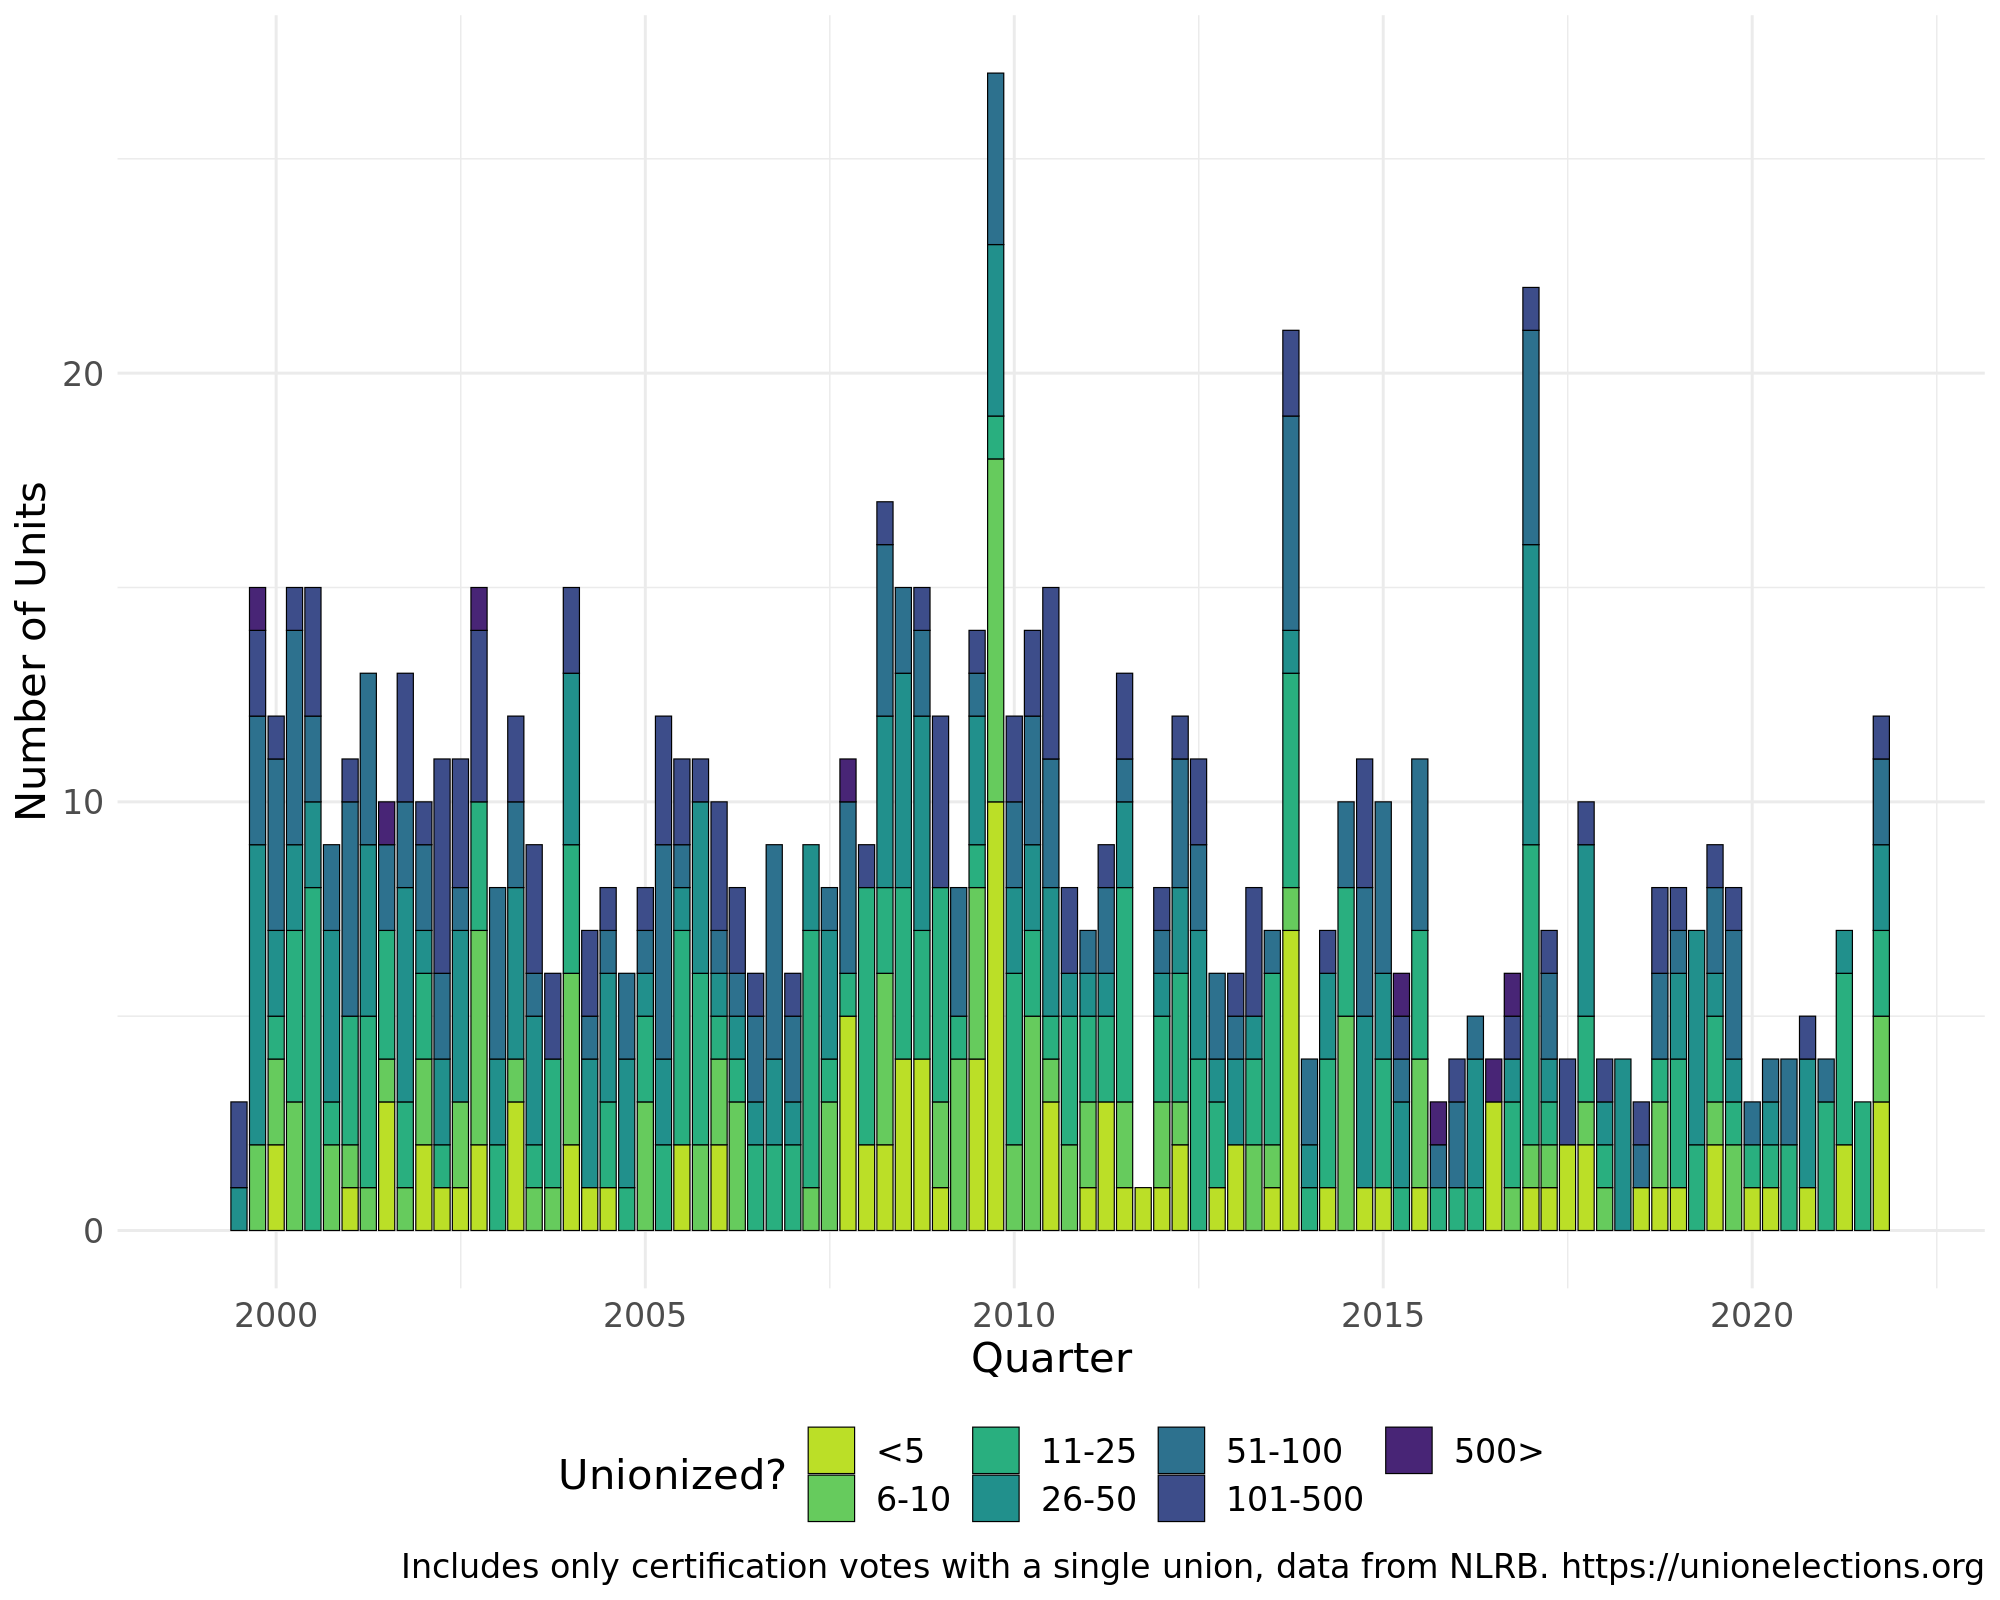 Number of Units
20
10
0
2000 2005 2010 2015 2020
Quarter
Unionized?
<5 11-25 51-100 500>
6-10 26-50 101-500
Includes only certification votes with a single union, data from NLRB. https://unionelections.org